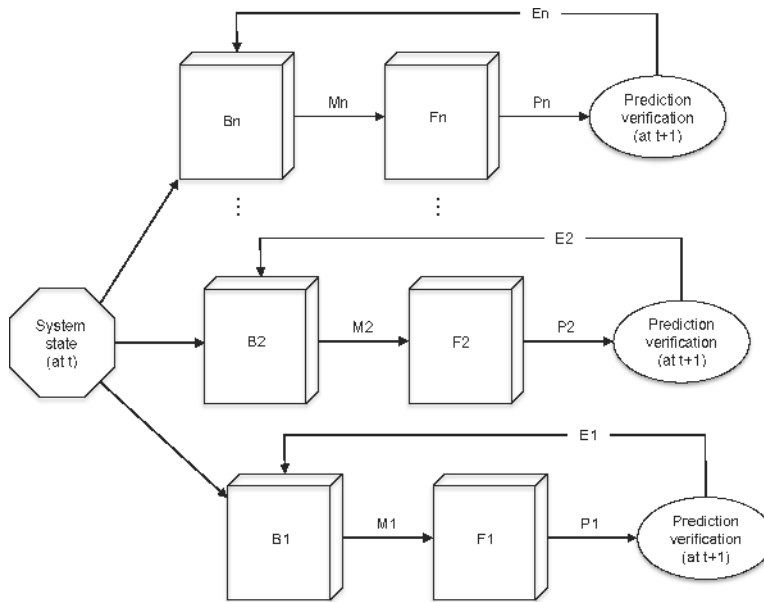 En
Bn
Mn
Fn
Pn
Prediction
verification
(at t+1)
⋮
⋮
E2
System
state
(at t)
B2
M2
F2
P2
Prediction
verification
(at t+1)
E1
B1
M1
F1
P1
Prediction
verification
(at t+1)